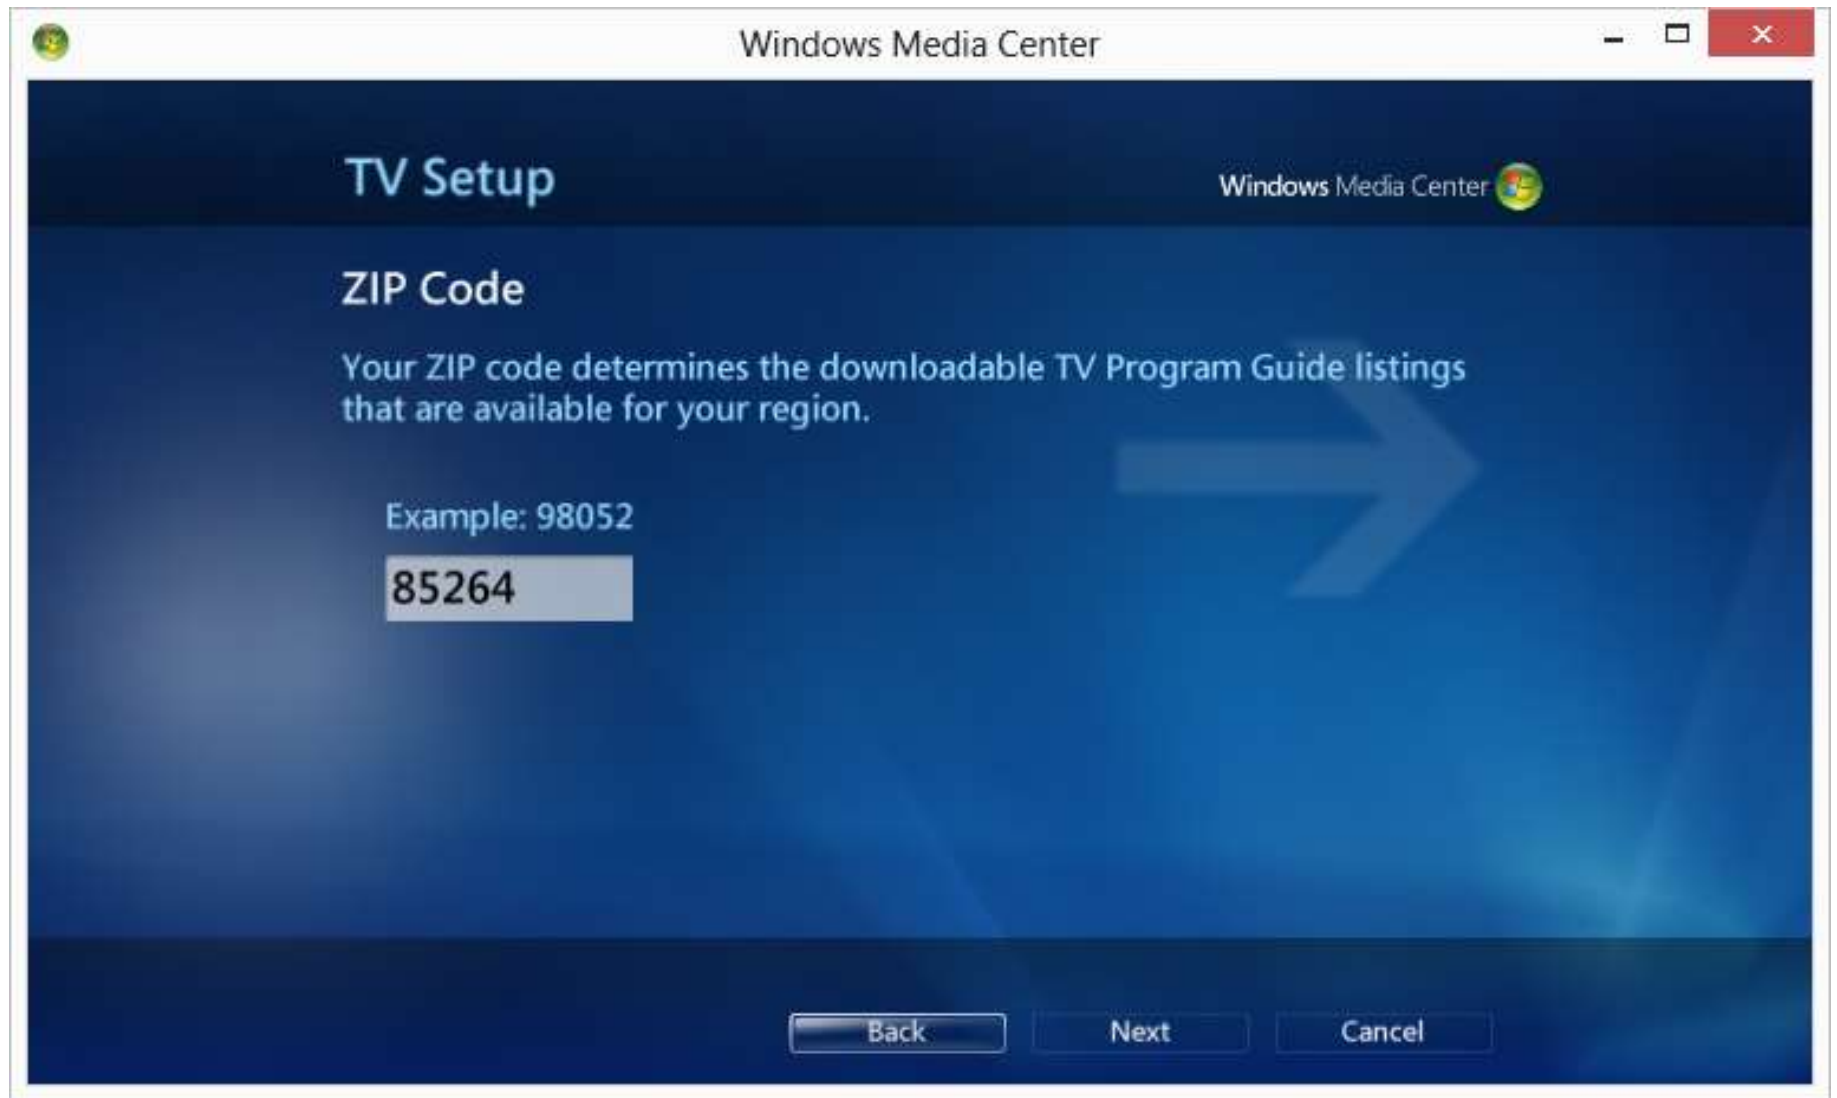 Windows Media Center
TV Setup
Windows Media Center
ZIP Code
Your ZIP code determines the downloadable TV Program Guide listings
that are available for your region.
Example: 98052
85264
Back Next Cancel